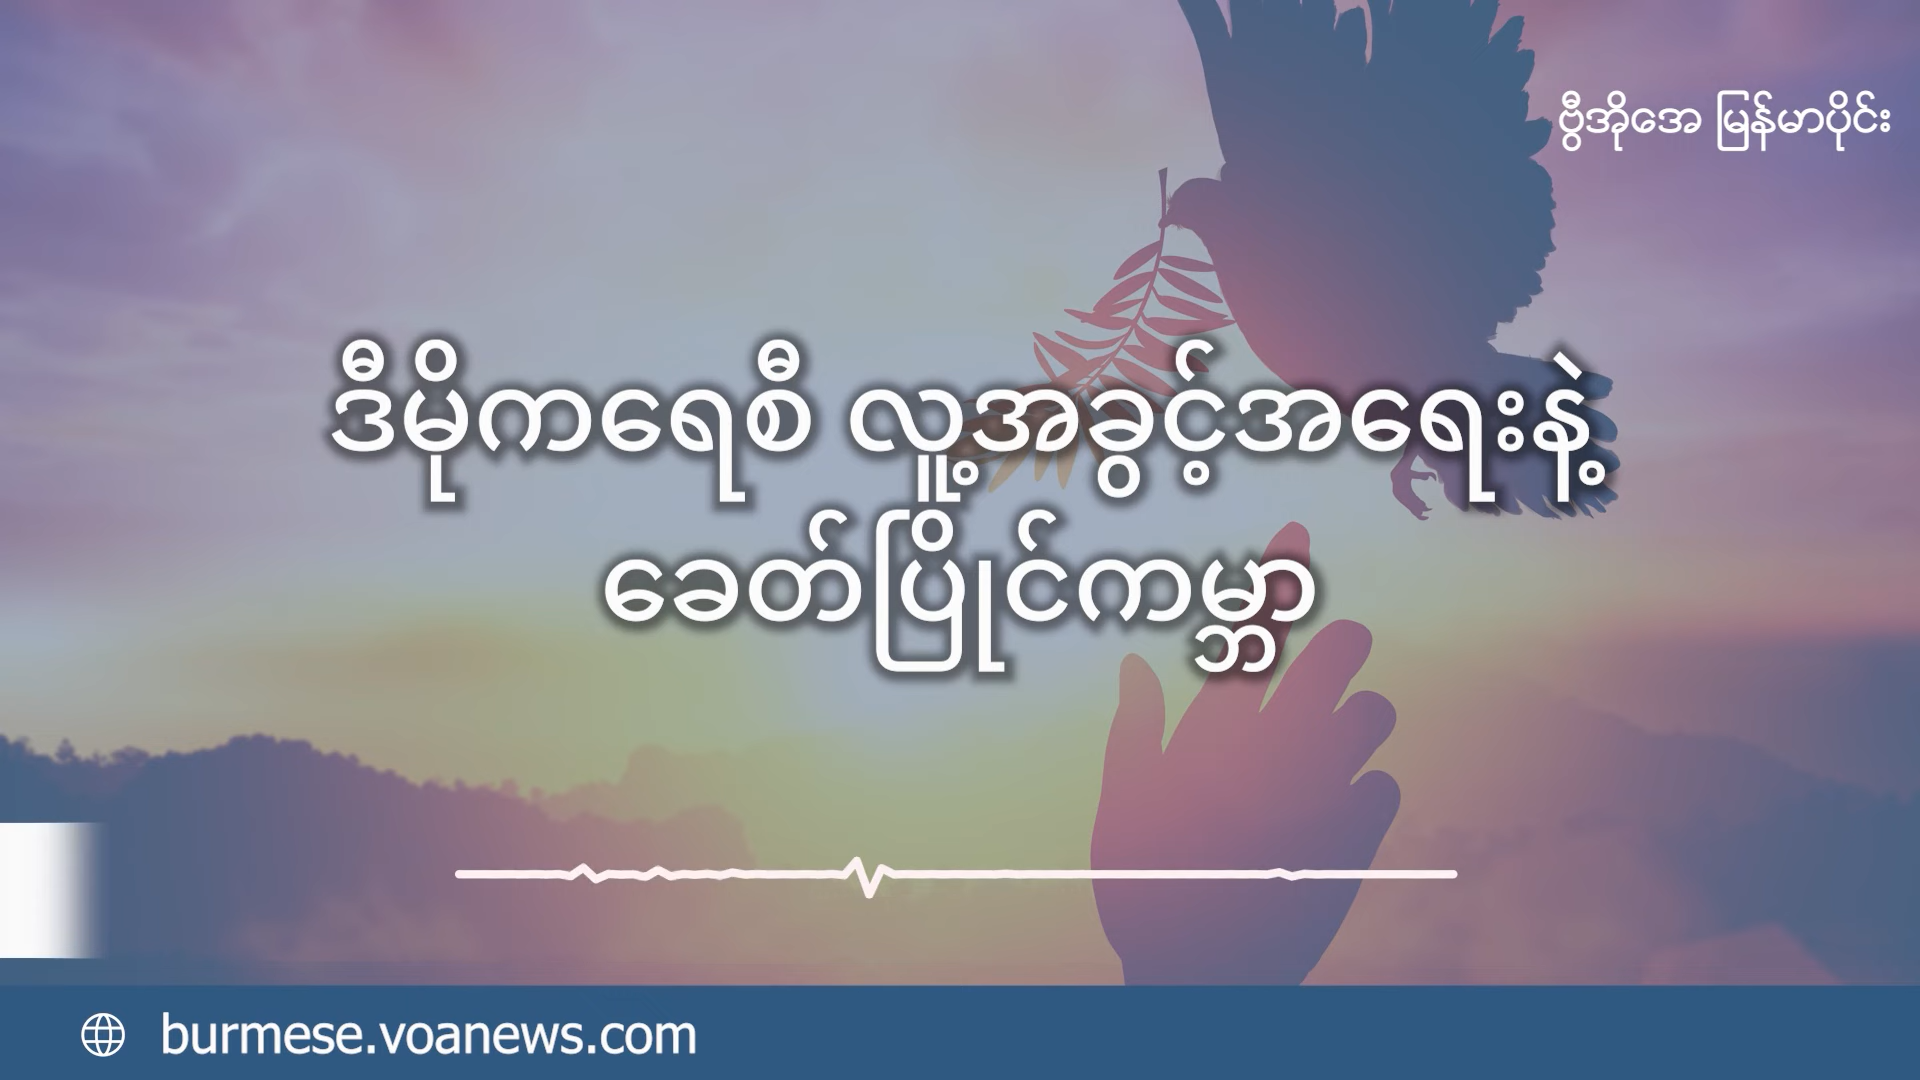 ဗွီအိုအေ မြန်မာပိုင်း
ဒီမိုကရေစီ လူ့အခွင့်အရေးနဲ့
ခေတ်ပြိုင်ကမ္ဘာ
burmese.voanews.com